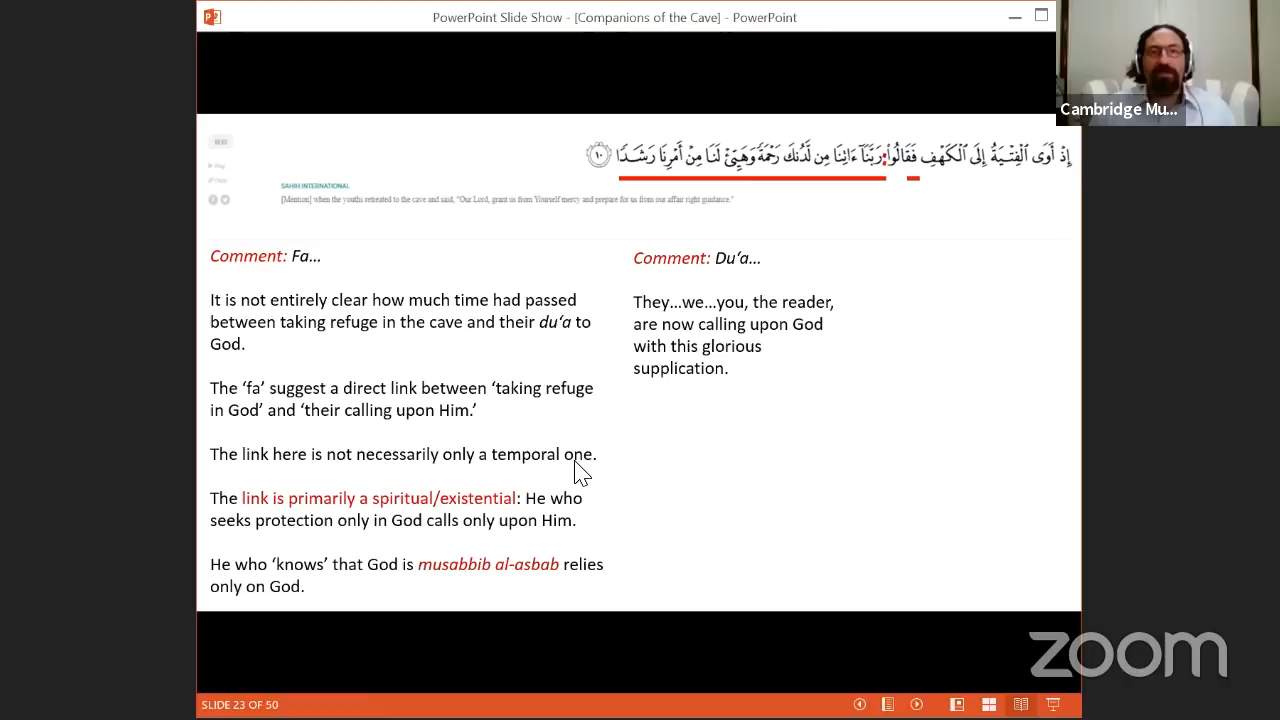 PowerPoint Slide Show - [Companions of the Cave] - PowerPoint
Cambridge Mu...
إِذْ أَوَى ٱلْفِتْيَةُ إِلَى ٱلْكَهْفِ فَقَالُوا۟: رَبَّنَآ ءَاتِنَا مِن لَّدُنكَ رَحْمَةً وَهَيِّئْ لَنَا مِنْ أَمْرِنَا رَشَدًا ١٠
SAHIH INTERNATIONAL
[Mention] when the youths retreated to the cave and said, "Our Lord, grant us from Yourself mercy and prepare for us from our affair right guidance."
Comment: Fa...
It is not entirely clear how much time had passed
between taking refuge in the cave and their du‘a to
God.
The ‘fa’ suggest a direct link between ‘taking refuge
in God’ and ‘their calling upon Him.’
The link here is not necessarily only a temporal one.
The link is primarily a spiritual/existential: He who
seeks protection only in God calls only upon Him.
He who ‘knows’ that God is musabbib al-asbab relies
only on God.
Comment: Du‘a...
They...we...you, the reader,
are now calling upon God
with this glorious
supplication.
zoom
SLIDE 23 OF 50